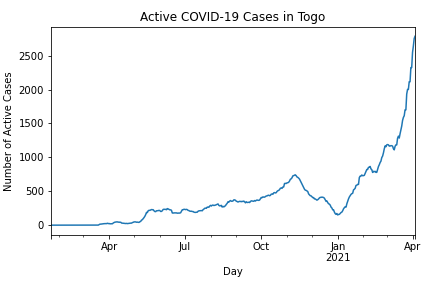 Active COVID-19 Cases in Togo
Number of Active Cases
2500
2000
1500
1000
500
0
Apr
Jul
Oct
Jan
2021
Apr
Day